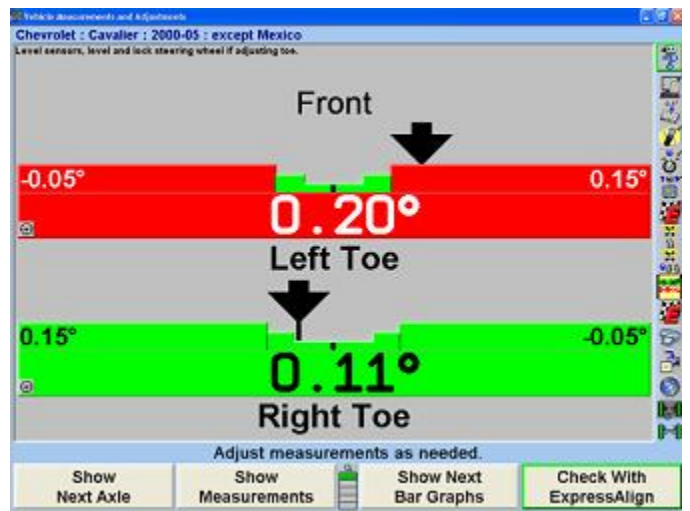 Vehicle Measurements and Adjustments
Chevrolet : Cavalier : 2000-05 : except Mexico
Level sensors, level and lock steering wheel if adjusting toe.
Front
-0.05° 0.15°
0.20°
Left Toe
0.15° -0.05°
0.11°
Right Toe
Adjust measurements as needed.
Show Next Axle
Show Measurements
Show Next Bar Graphs
Check With ExpressAlign